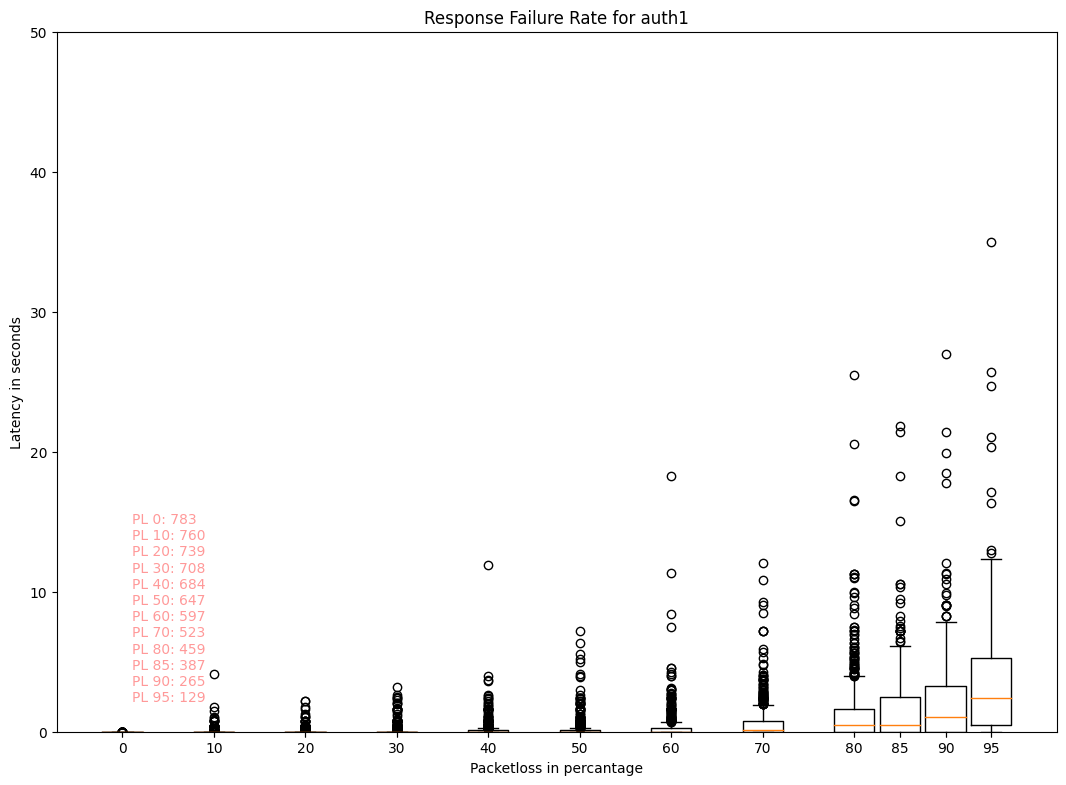 Response Failure Rate for auth1
50
40
30
20
10
0
Latency in seconds
PL 0: 783
PL 10: 760
PL 20: 739
PL 30: 708
PL 40: 684
PL 50: 647
PL 60: 597
PL 70: 523
PL 80: 459
PL 85: 387
PL 90: 265
PL 95: 129
0 10 20 30 40 50 60 70 80 85 90 95
Packetloss in percantage